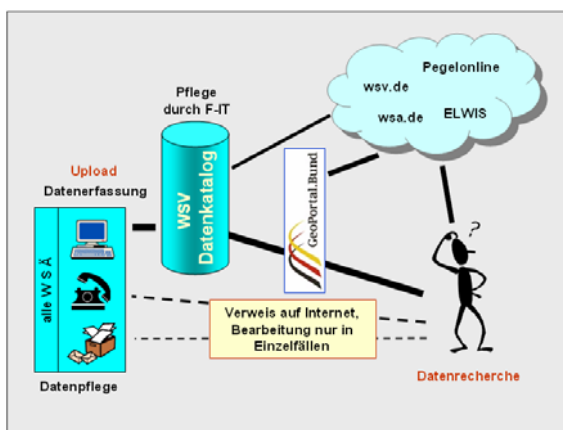 Pegelonline
wsv.de
wsa.de
ELWIS
Pflege
durch F-IT
Upload
Datenerfassung
WSV
Datenkatalog
GeoPortal.Bund
alle W S Ä
?
Verweis auf Internet,
Bearbeitung nur in
Einzelfällen
Datenpflege
Datenrecherche